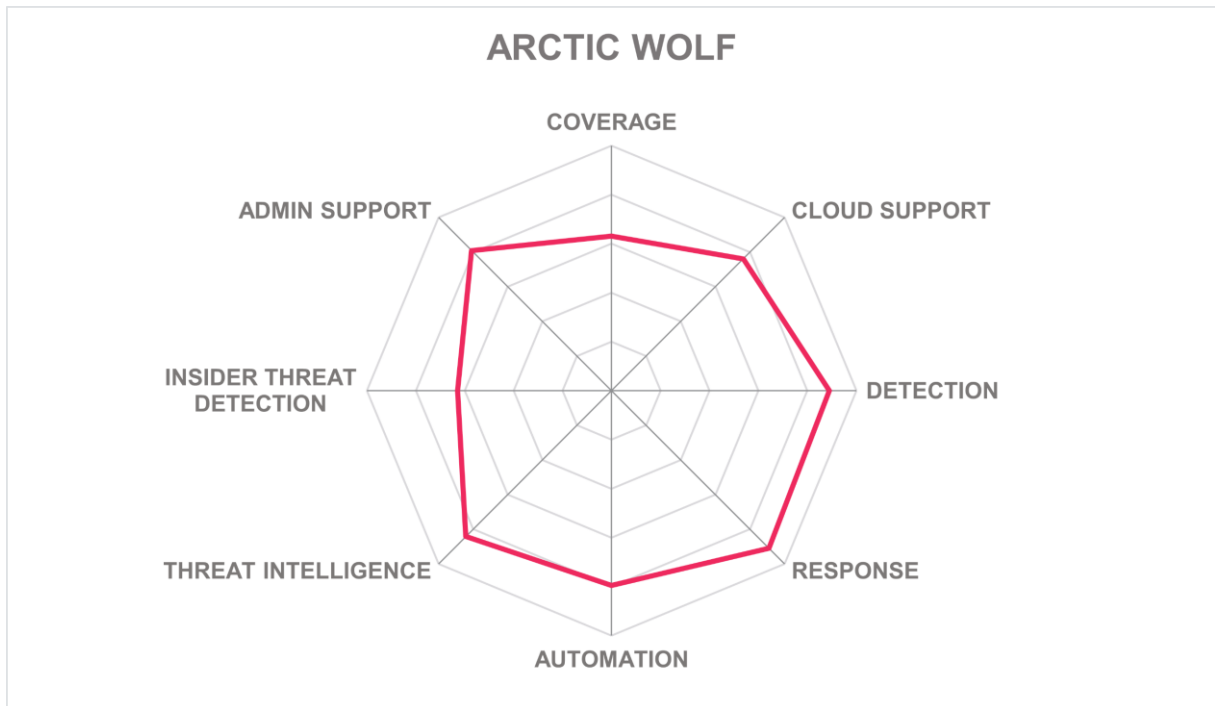 ARCTIC WOLF
COVERAGE
ADMIN SUPPORT
CLOUD SUPPORT
INSIDER THREAT
DETECTION
DETECTION
THREAT INTELLIGENCE
RESPONSE
AUTOMATION